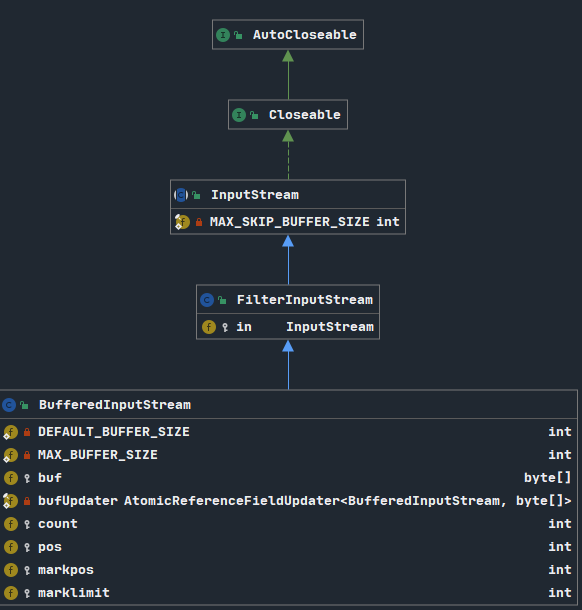 AutoCloseable
Closeable
InputStream
MAX_SKIP_BUFFER_SIZE int
FilterInputStream
in InputStream
BufferedInputStream
DEFAULT_BUFFER_SIZE int
MAX_BUFFER_SIZE int
buf byte[]
bufUpdater AtomicReferenceFieldUpdater<BufferedInputStream, byte[]>
count int
pos int
markpos int
marklimit int